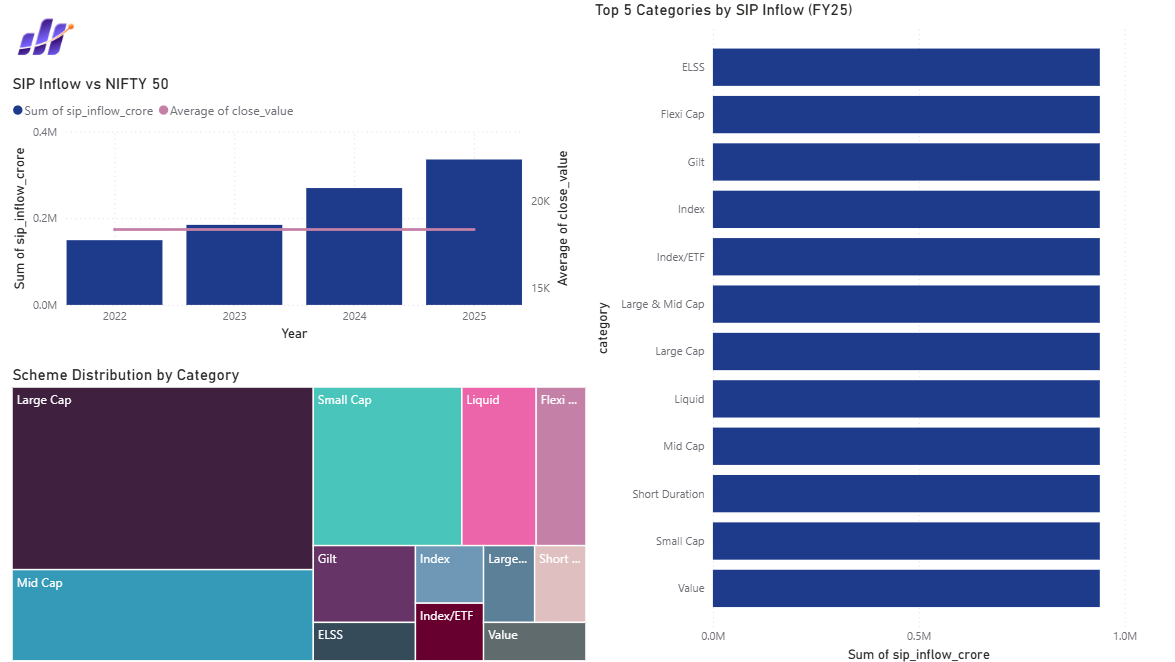 SIP Inflow vs NIFTY 50
Sum of sip_inflow_crore Average of close_value
Sum of sip_inflow_crore
0.4M
0.2M
0.0M
20K
15K
Average of close_value
2022 2023 2024 2025
Year
Scheme Distribution by Category
Large Cap
Mid Cap
Small Cap
Liquid
Flexi ...
Gilt
ELSS
Index
Index/ETF
Large...
Short ...
Value
Top 5 Categories by SIP Inflow (FY25)
category
ELSS
Flexi Cap
Gilt
Index
Index/ETF
Large & Mid Cap
Large Cap
Liquid
Mid Cap
Short Duration
Small Cap
Value
0.0M 0.5M 1.0M
Sum of sip_inflow_crore